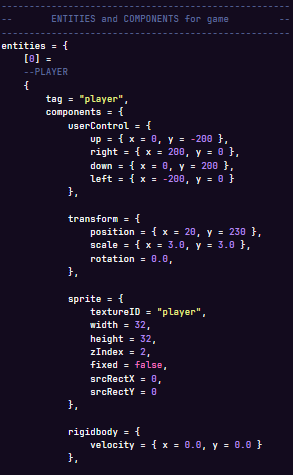 ----------------------------------------------------
-- ENTITIES and COMPONENTS for game --
----------------------------------------------------
entities = {
[0] =
--PLAYER
{
tag = "player",
components = {
userControl = {
up = { x = 0, y = -200 },
right = { x = 200, y = 0 },
down = { x = 0, y = 200 },
left = { x = -200, y = 0 }
},
transform = {
position = { x = 20, y = 230 },
scale = { x = 3.0, y = 3.0 },
rotation = 0.0,
},
sprite = {
textureID = "player",
width = 32,
height = 32,
zIndex = 2,
fixed = false,
srcRectX = 0,
srcRectY = 0
},
rigidbody = {
velocity = { x = 0.0, y = 0.0 }
},